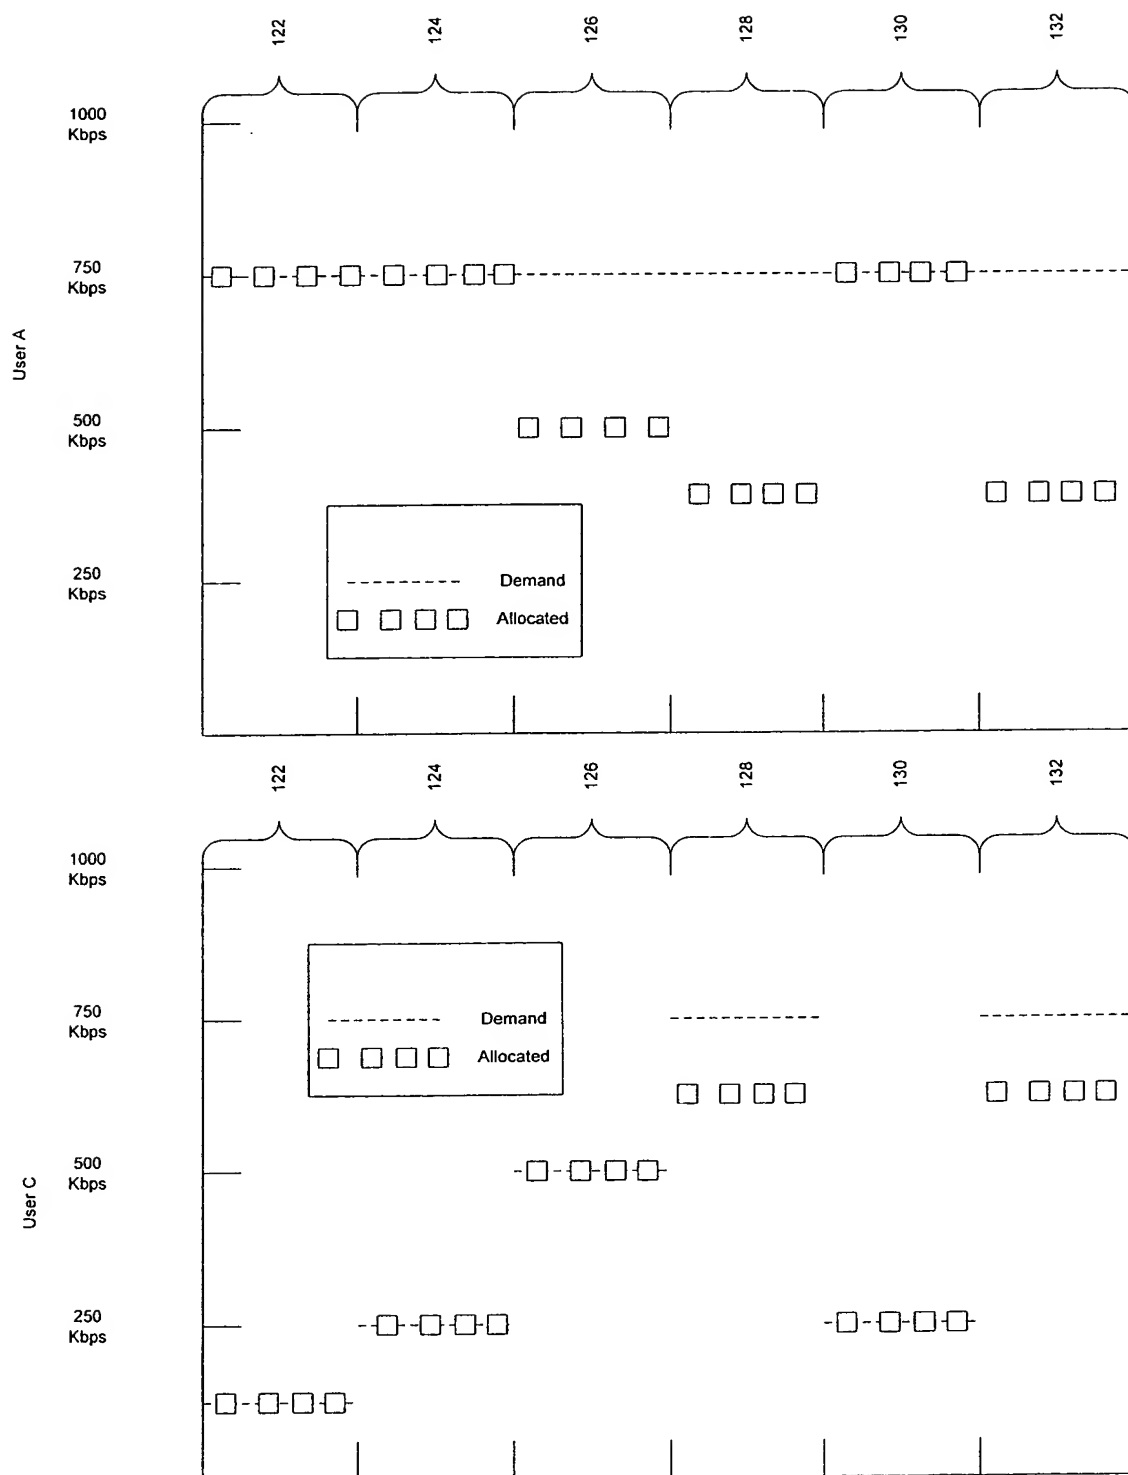 122
124
126
128
130
132
1000
Kbps
750
Kbps
User A
500
Kbps
250
Kbps
Demand
Allocated
122
124
126
128
130
132
1000
Kbps
750
Kbps
Demand
Allocated
500
Kbps
User C
250
Kbps